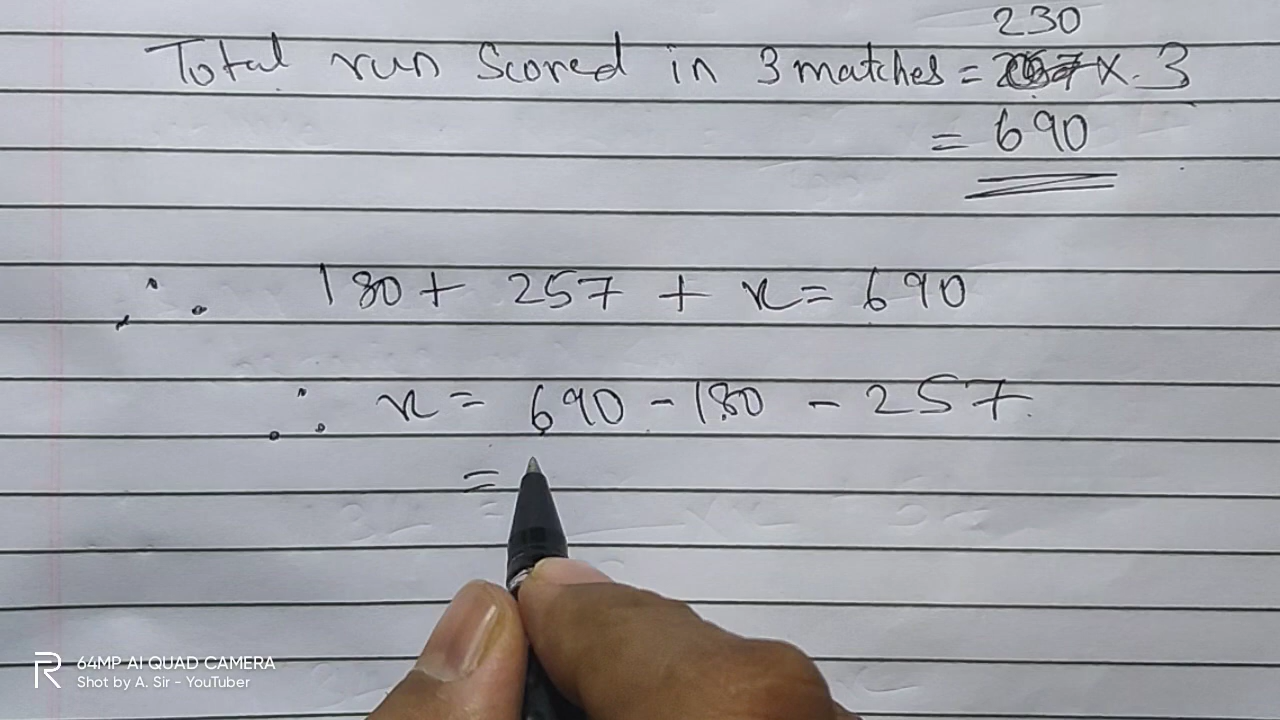 230
Total run Scored in 3 matches = x 3
= 690
∴ 180 + 257 + x = 690
∴ x = 690 - 180 - 257
=
64MP AI QUAD CAMERA
Shot by A. Sir - YouTuber